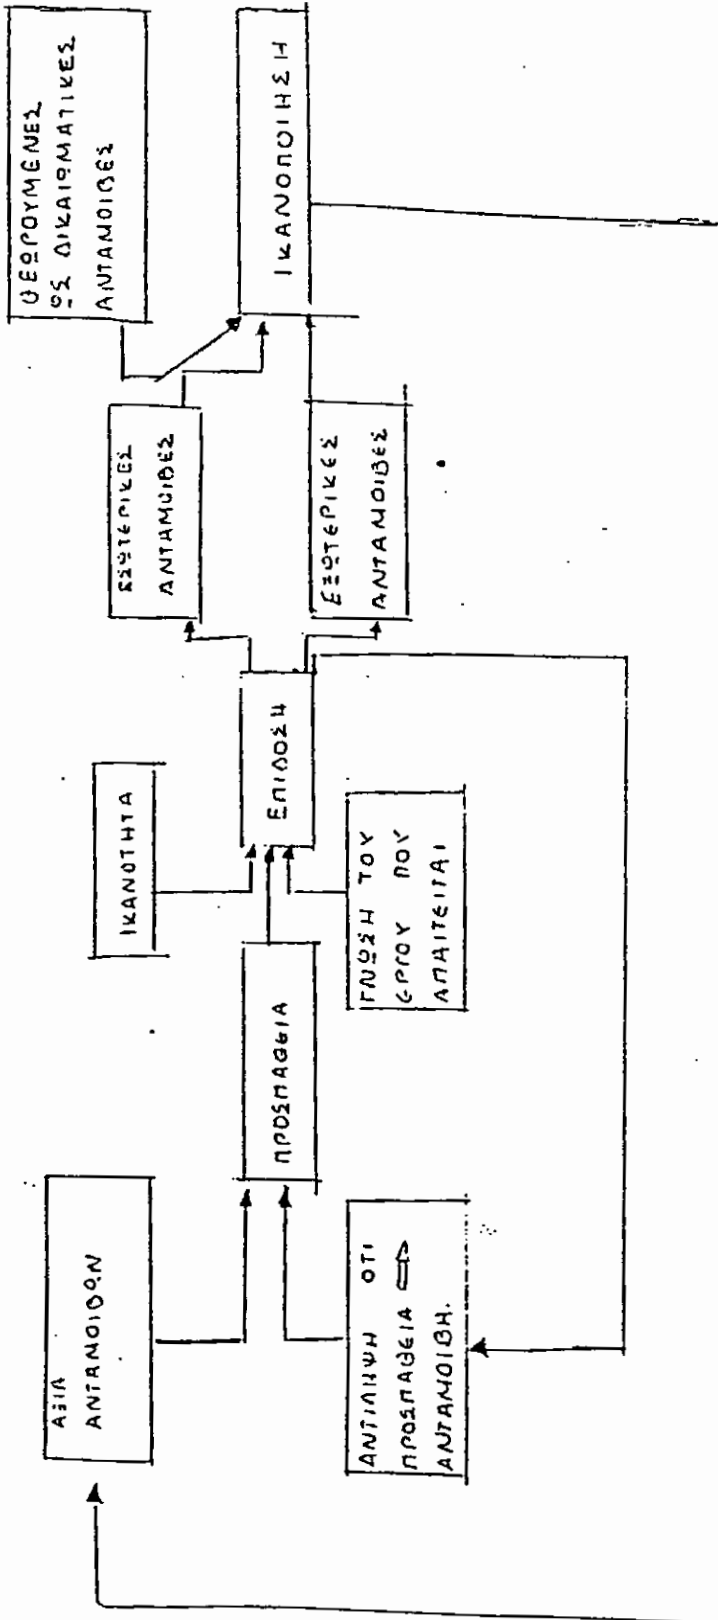 ΑΞΙΑ
ΑΝΤΑΜΟΙΒΩΝ
ΑΝΤΙΛΗΨΗ ΟΤΙ
ΠΡΟΣΠΑΘΕΙΑ ⇨
ΑΝΤΑΜΟΙΒΗ.
ΠΡΟΣΠΑΘΕΙΑ
ΙΚΑΝΟΤΗΤΑ
ΓΝΩΣΗ ΤΟΥ
ΕΡΓΟΥ ΠΟΥ
ΑΠΑΙΤΕΙΤΑΙ
ΕΠΙΔΟΣΗ
ΕΣΩΤΕΡΙΚΕΣ
ΑΝΤΑΜΟΙΒΕΣ
ΕΞΩΤΕΡΙΚΕΣ
ΑΝΤΑΜΟΙΒΕΣ
ΘΕΩΡΟΥΜΕΝΕΣ
ΩΣ ΔΙΚΑΙΩΜΑΤΙΚΕΣ
ΑΝΤΑΜΟΙΒΕΣ
ΙΚΑΝΟΠΟΙΗΣΗ